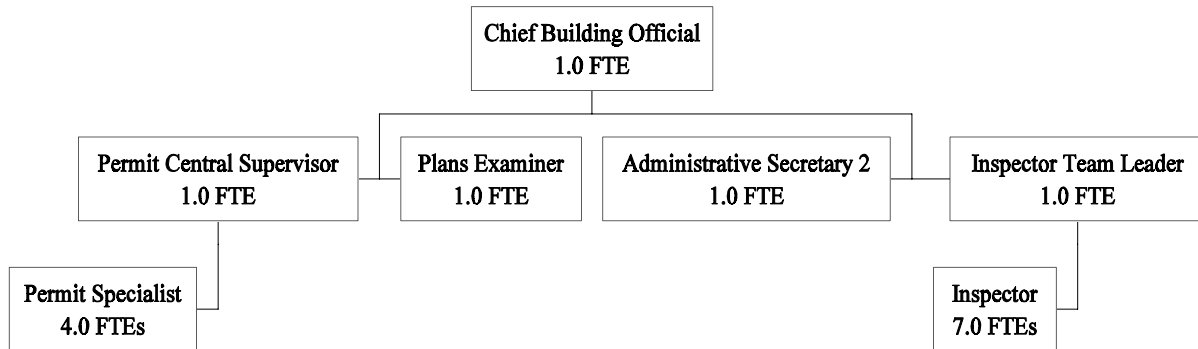 Chief Building Official
1.0 FTE
Permit Central Supervisor
1.0 FTE
Plans Examiner
1.0 FTE
Administrative Secretary 2
1.0 FTE
Inspector Team Leader
1.0 FTE
Permit Specialist
4.0 FTEs
Inspector
7.0 FTEs